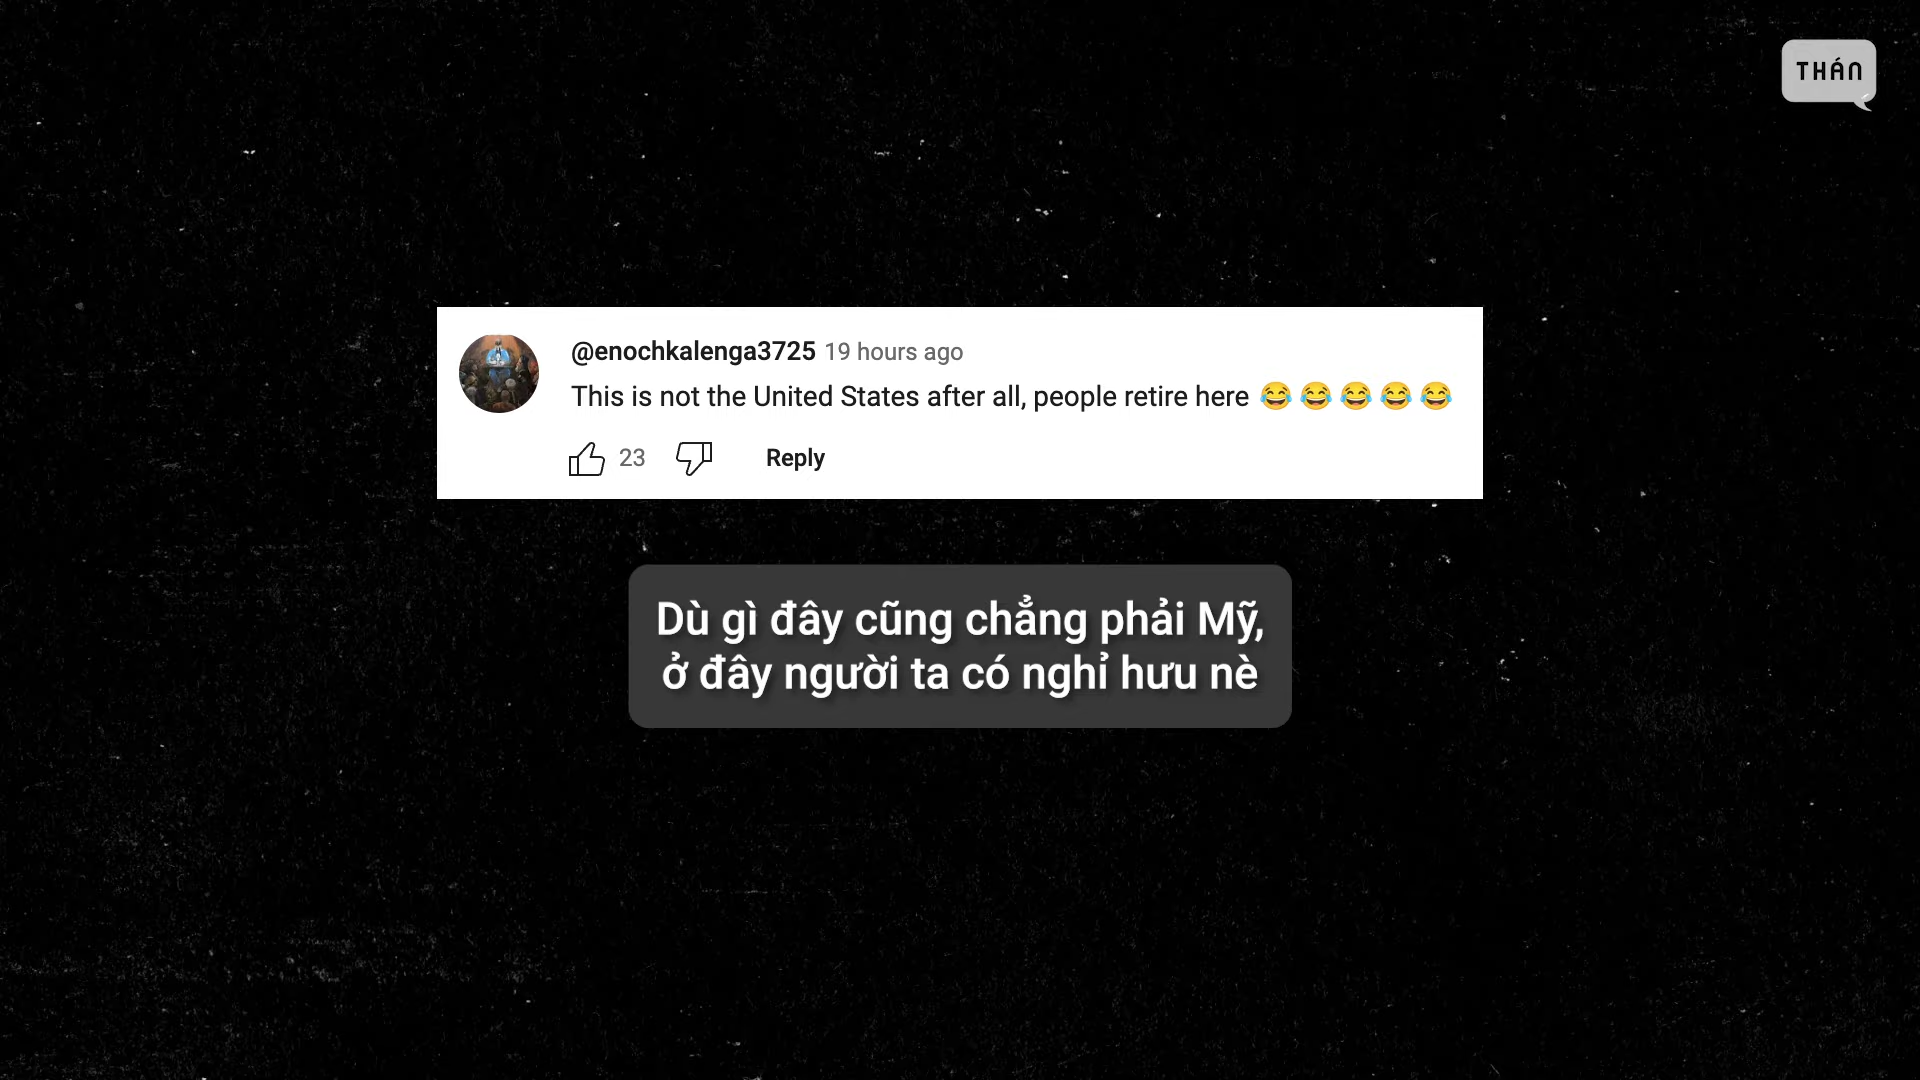 THÁN
@enochkalenga3725 19 hours ago
This is not the United States after all, people retire here 😂😂😂😂😂
23 Reply
Dù gì đây cũng chẳng phải Mỹ,
ở đây người ta có nghỉ hưu nè